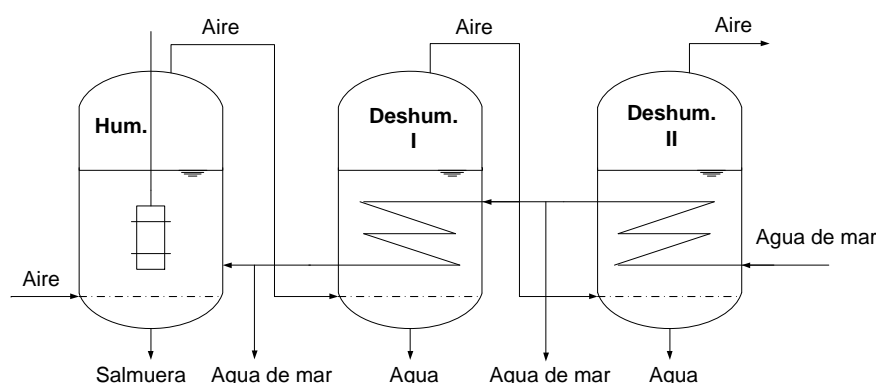 Aire
Aire
Aire
Hum.
Deshum.
I
Deshum.
II
Agua de mar
Aire
Salmuera
Agua de mar
Agua
Agua de mar
Agua